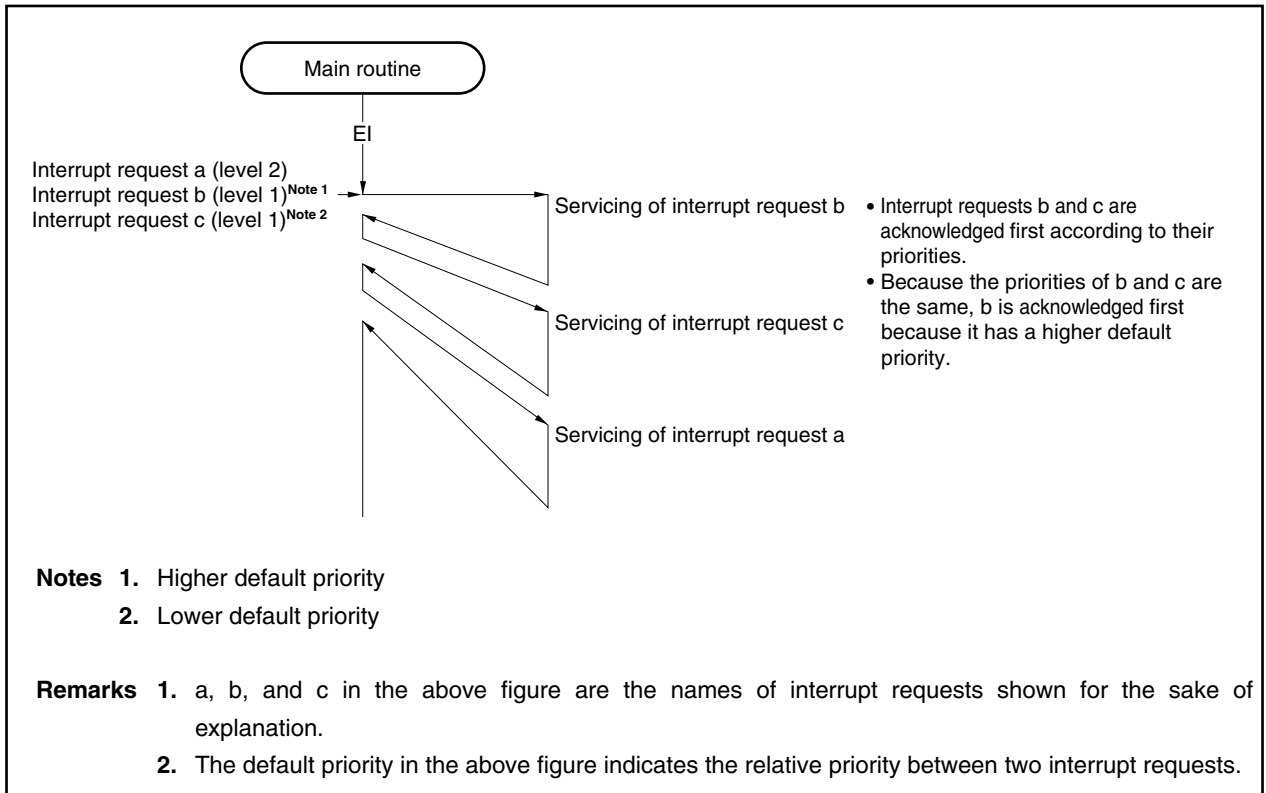 Main routine
EI
Interrupt request a (level 2)
Interrupt request b (level 1)Note 1
Interrupt request c (level 1)Note 2
Servicing of interrupt request b
• Interrupt requests b and c are
acknowledged first according to their
priorities.
• Because the priorities of b and c are
the same, b is acknowledged first
because it has a higher default
priority.
Servicing of interrupt request c
Servicing of interrupt request a
Notes 1. Higher default priority
2. Lower default priority
Remarks 1. a, b, and c in the above figure are the names of interrupt requests shown for the sake of
explanation.
2. The default priority in the above figure indicates the relative priority between two interrupt requests.